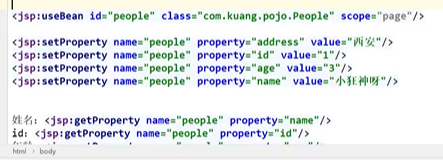 <jsp:useBean id="people" class="com.kuang.pojo.People" scope="page"/>
<jsp:setProperty name="people" property="address" value="西安"/>
<jsp:setProperty name="people" property="id" value="1"/>
<jsp:setProperty name="people" property="age" value="3"/>
<jsp:setProperty name="people" property="name" value="小狂神呀"/>
姓名：<jsp:getProperty name="people" property="name"/>
id: <jsp:getProperty name="people" property="id"/>
html › body